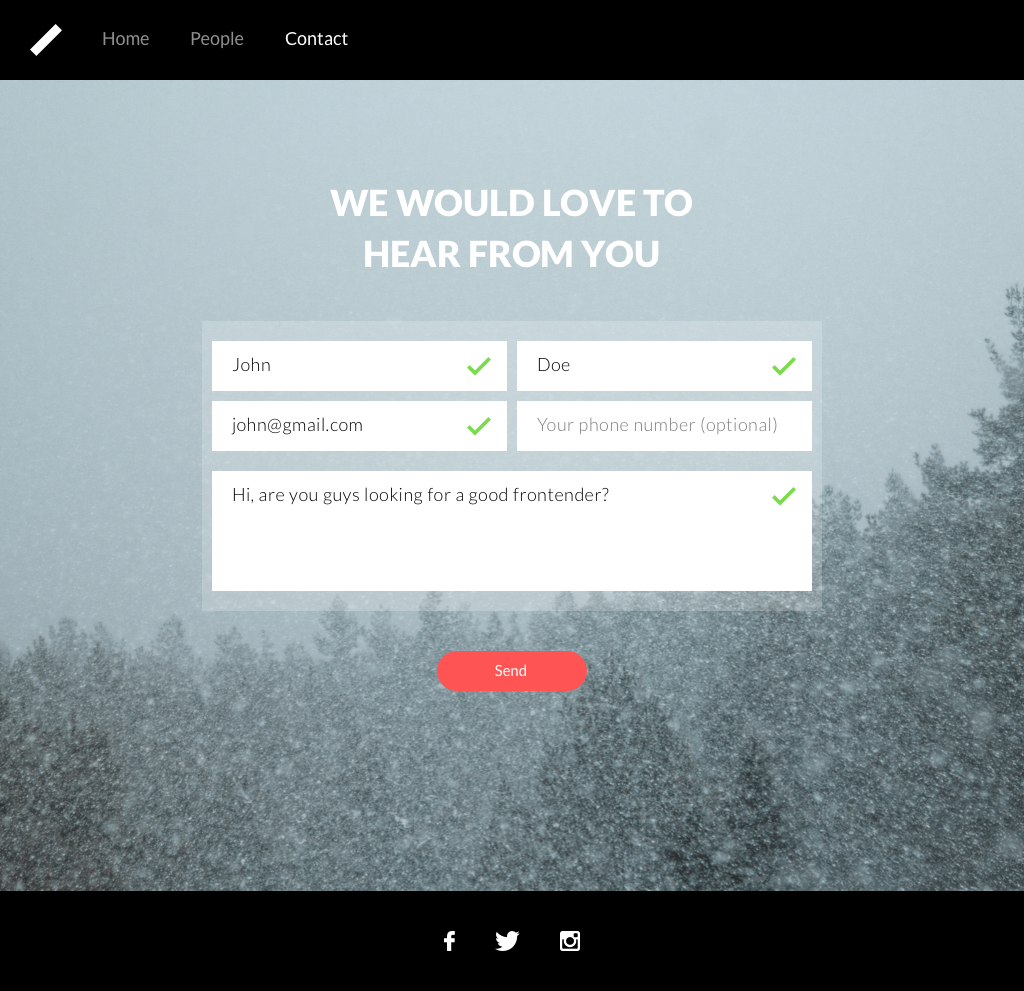 Home People Contact
WE WOULD LOVE TO
HEAR FROM YOU
John Doe
john@gmail.com Your phone number (optional)
Hi, are you guys looking for a good frontender?
Send